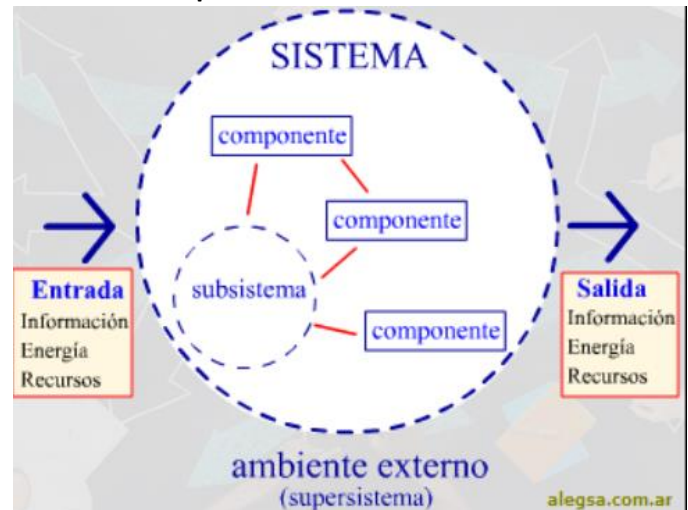 SISTEMA
componente
componente
subsistema
componente
Entrada
Información
Energía
Recursos
Salida
Información
Energía
Recursos
ambiente externo
(supersistema)
alegsa.com.ar